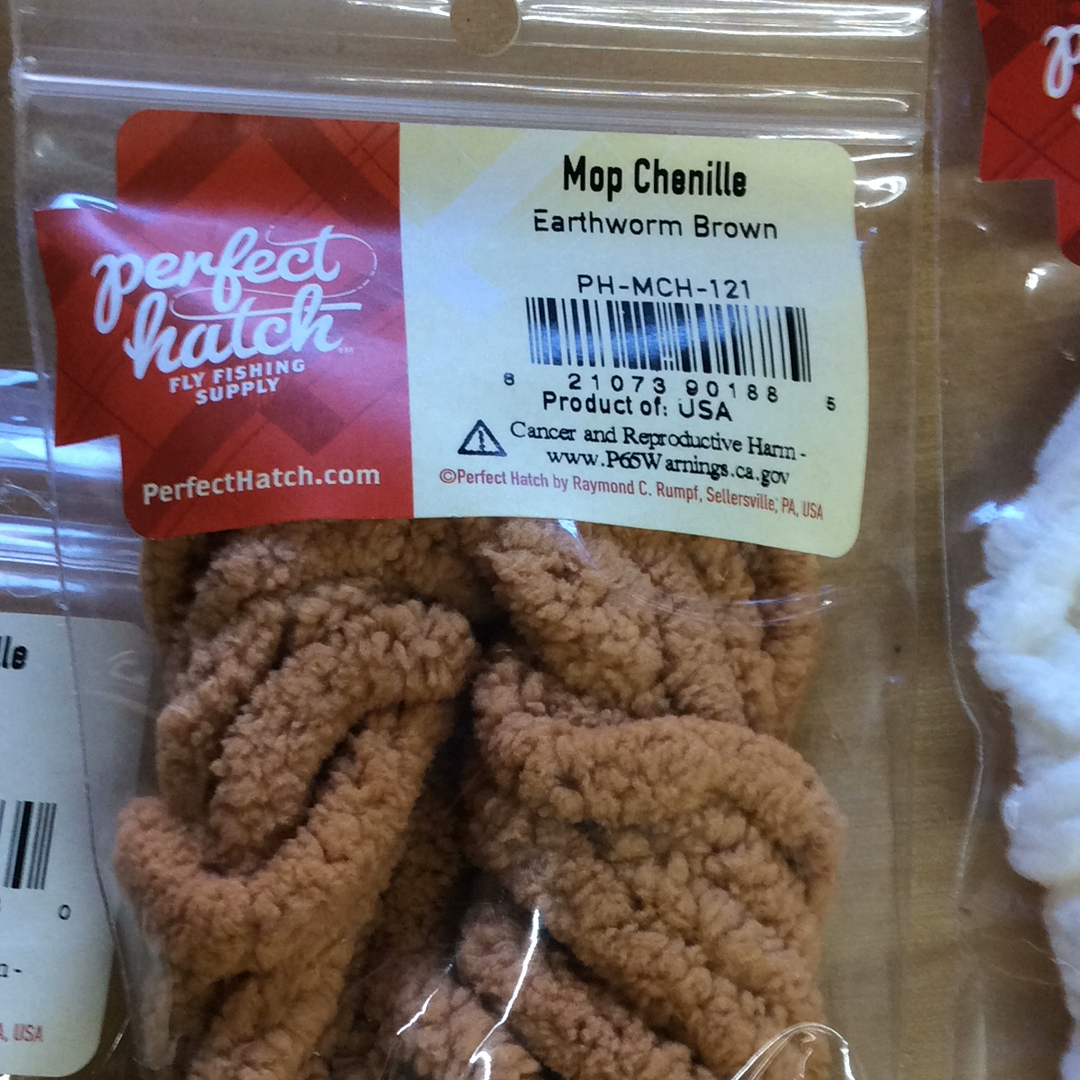 perfect
hatch
FLY FISHING
SUPPLY
PerfectHatch.com
Mop Chenille
Earthworm Brown
PH-MCH-121
8 21073 90188 5
Product of: USA
Cancer and Reproductive Harm -
www.P65Warnings.ca.gov
©Perfect Hatch by Raymond C. Rumpf, Sellersville, PA, USA
lle
0
n -
A, USA
p